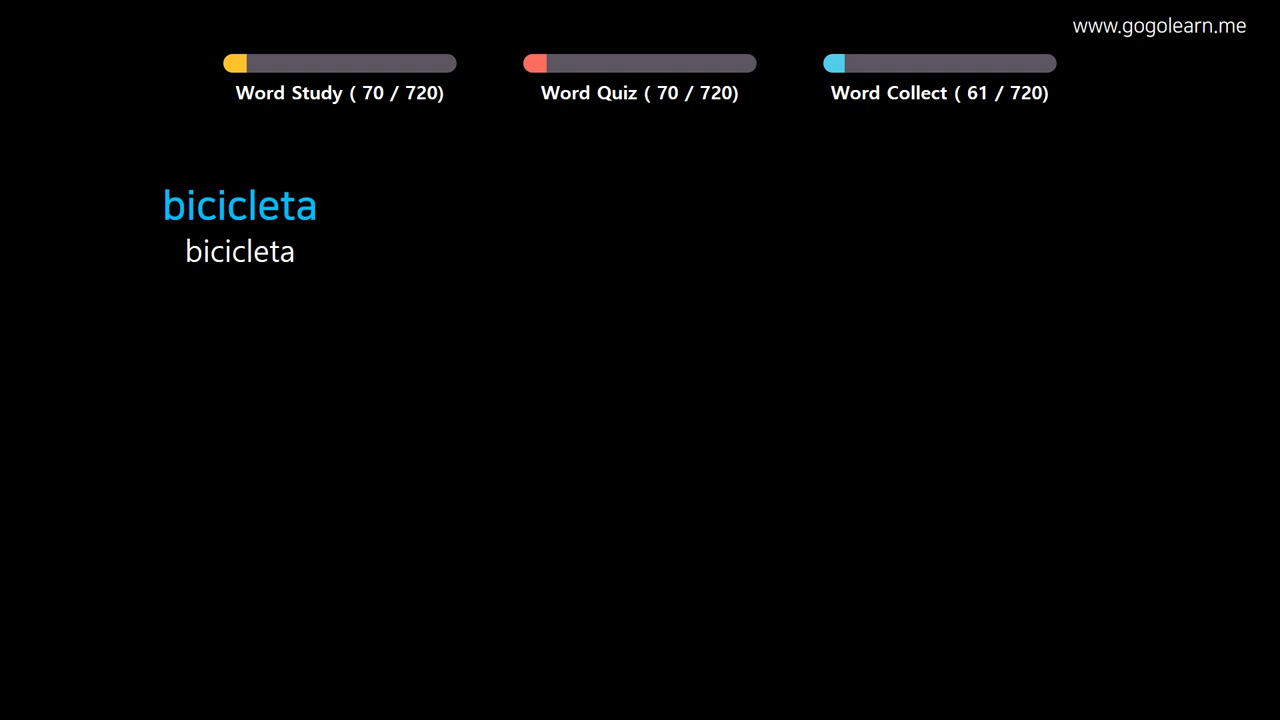 www.gogolearn.me
Word Study ( 70 / 720)
Word Quiz ( 70 / 720)
Word Collect ( 61 / 720)
bicicleta
bicicleta